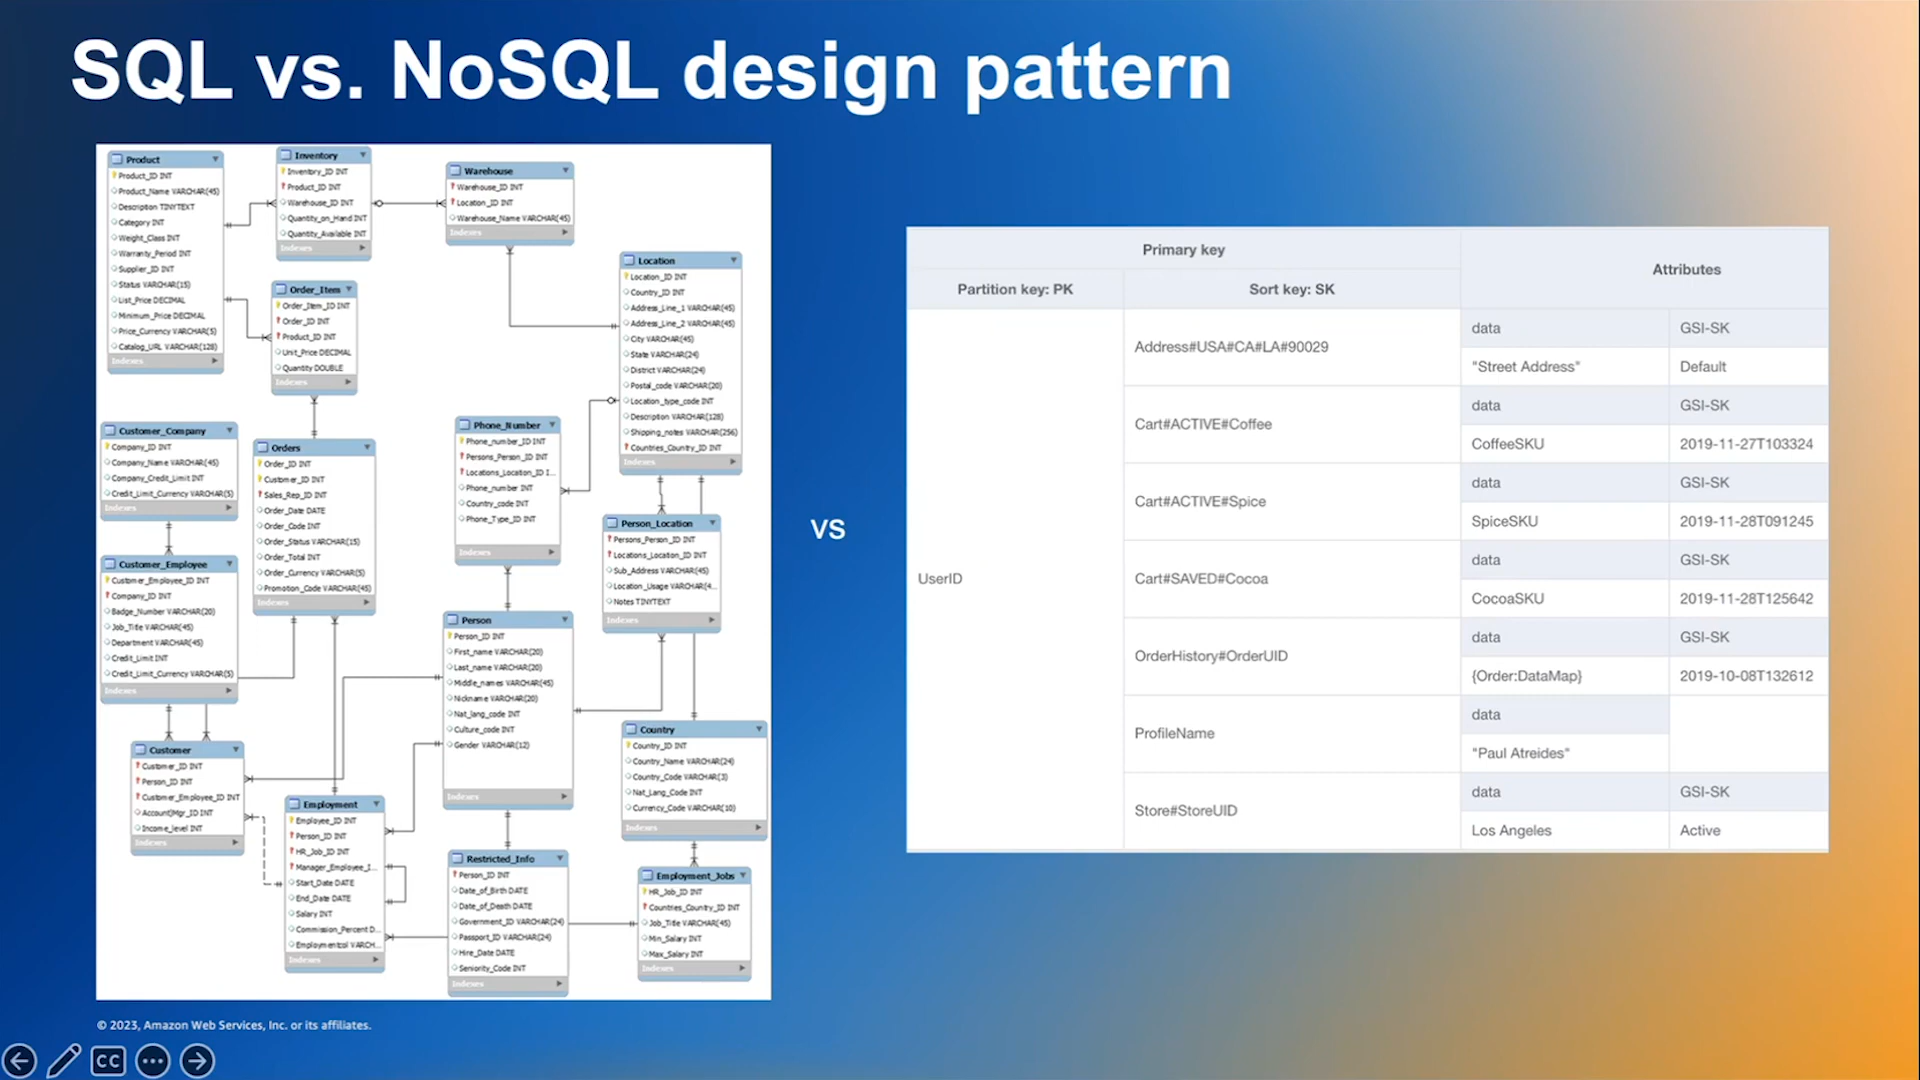 SQL vs. NoSQL design pattern
Product
Product_ID INT
Product_Name VARCHAR(45)
Description TINYTEXT
Category INT
Weight_Class INT
Warranty_Period INT
Supplier_ID INT
Status VARCHAR(15)
List_Price DECIMAL
Minimum_Price DECIMAL
Price_Currency VARCHAR(5)
Catalog_URL VARCHAR(128)
Indexes
Inventory
Inventory_ID INT
Product_ID INT
Warehouse_ID INT
Quantity_on_Hand INT
Quantity_Available INT
Indexes
Warehouse
Warehouse_ID INT
Location_ID INT
Warehouse_Name VARCHAR(45)
Indexes
Order_Item
Order_Item_ID INT
Order_ID INT
Product_ID INT
Unit_Price DECIMAL
Quantity DOUBLE
Indexes
Location
Location_ID INT
Country_ID INT
Address_Line_1 VARCHAR(45)
Address_Line_2 VARCHAR(45)
City VARCHAR(45)
State VARCHAR(24)
District VARCHAR(24)
Postal_code VARCHAR(20)
Location_type_code INT
Description VARCHAR(128)
Shipping_notes VARCHAR(256)
Countries_Country_ID INT
Indexes
Customer_Company
Company_ID INT
Company_Name VARCHAR(45)
Company_Credit_Limit INT
Credit_Limit_Currency VARCHAR(5)
Indexes
Orders
Order_ID INT
Customer_ID INT
Sales_Rep_ID INT
Order_Date DATE
Order_Code INT
Order_Status VARCHAR(15)
Order_Total INT
Order_Currency VARCHAR(5)
Promotion_Code VARCHAR(45)
Indexes
Phone_Number
Phone_number_ID INT
Persons_Person_ID INT
Locations_Location_ID I...
Phone_number INT
Country_code INT
Phone_Type_ID INT
Indexes
Person_Location
Persons_Person_ID INT
Locations_Location_ID INT
Sub_Address VARCHAR(45)
Location_Usage VARCHAR(4...
Notes TINYTEXT
Indexes
Customer_Employee
Customer_Employee_ID INT
Company_ID INT
Badge_Number VARCHAR(20)
Job_Title VARCHAR(45)
Department VARCHAR(45)
Credit_Limit INT
Credit_Limit_Currency VARCHAR(5)
Indexes
Person
Person_ID INT
First_name VARCHAR(20)
Last_name VARCHAR(20)
Middle_names VARCHAR(45)
Nickname VARCHAR(20)
Nat_lang_code INT
Culture_code INT
Gender VARCHAR(12)
Indexes
Customer
Customer_ID INT
Person_ID INT
Customer_Employee_ID INT
AccountMgr_ID INT
Income_level INT
Indexes
Country
Country_ID INT
Country_Name VARCHAR(24)
Country_Code VARCHAR(3)
Nat_Lang_Code INT
Currency_Code VARCHAR(10)
Indexes
Employment
Employee_ID INT
Person_ID INT
HR_Job_ID INT
Manager_Employee_I...
Start_Date DATE
End_Date DATE
Salary INT
Commission_Percent D...
Employmentcol VARCH...
Indexes
Restricted_Info
Person_ID INT
Date_of_Birth DATE
Date_of_Death DATE
Government_ID VARCHAR(24)
Passport_ID VARCHAR(24)
Hire_Date DATE
Seniority_Code INT
Indexes
Employment_Jobs
HR_Job_ID INT
Countries_Country_ID INT
Job_Title VARCHAR(45)
Min_Salary INT
Max_Salary INT
Indexes
vs
Primary key
Attributes
Partition key: PK
Sort key: SK
UserID
Address#USA#CA#LA#90029
data GSI-SK
"Street Address" Default
Cart#ACTIVE#Coffee
data GSI-SK
CoffeeSKU 2019-11-27T103324
Cart#ACTIVE#Spice
data GSI-SK
SpiceSKU 2019-11-28T091245
Cart#SAVED#Cocoa
data GSI-SK
CocoaSKU 2019-11-28T125642
OrderHistory#OrderUID
data GSI-SK
{Order:DataMap} 2019-10-08T132612
ProfileName
data
"Paul Atreides"
Store#StoreUID
data GSI-SK
Los Angeles Active
© 2023, Amazon Web Services, Inc. or its affiliates.
CC